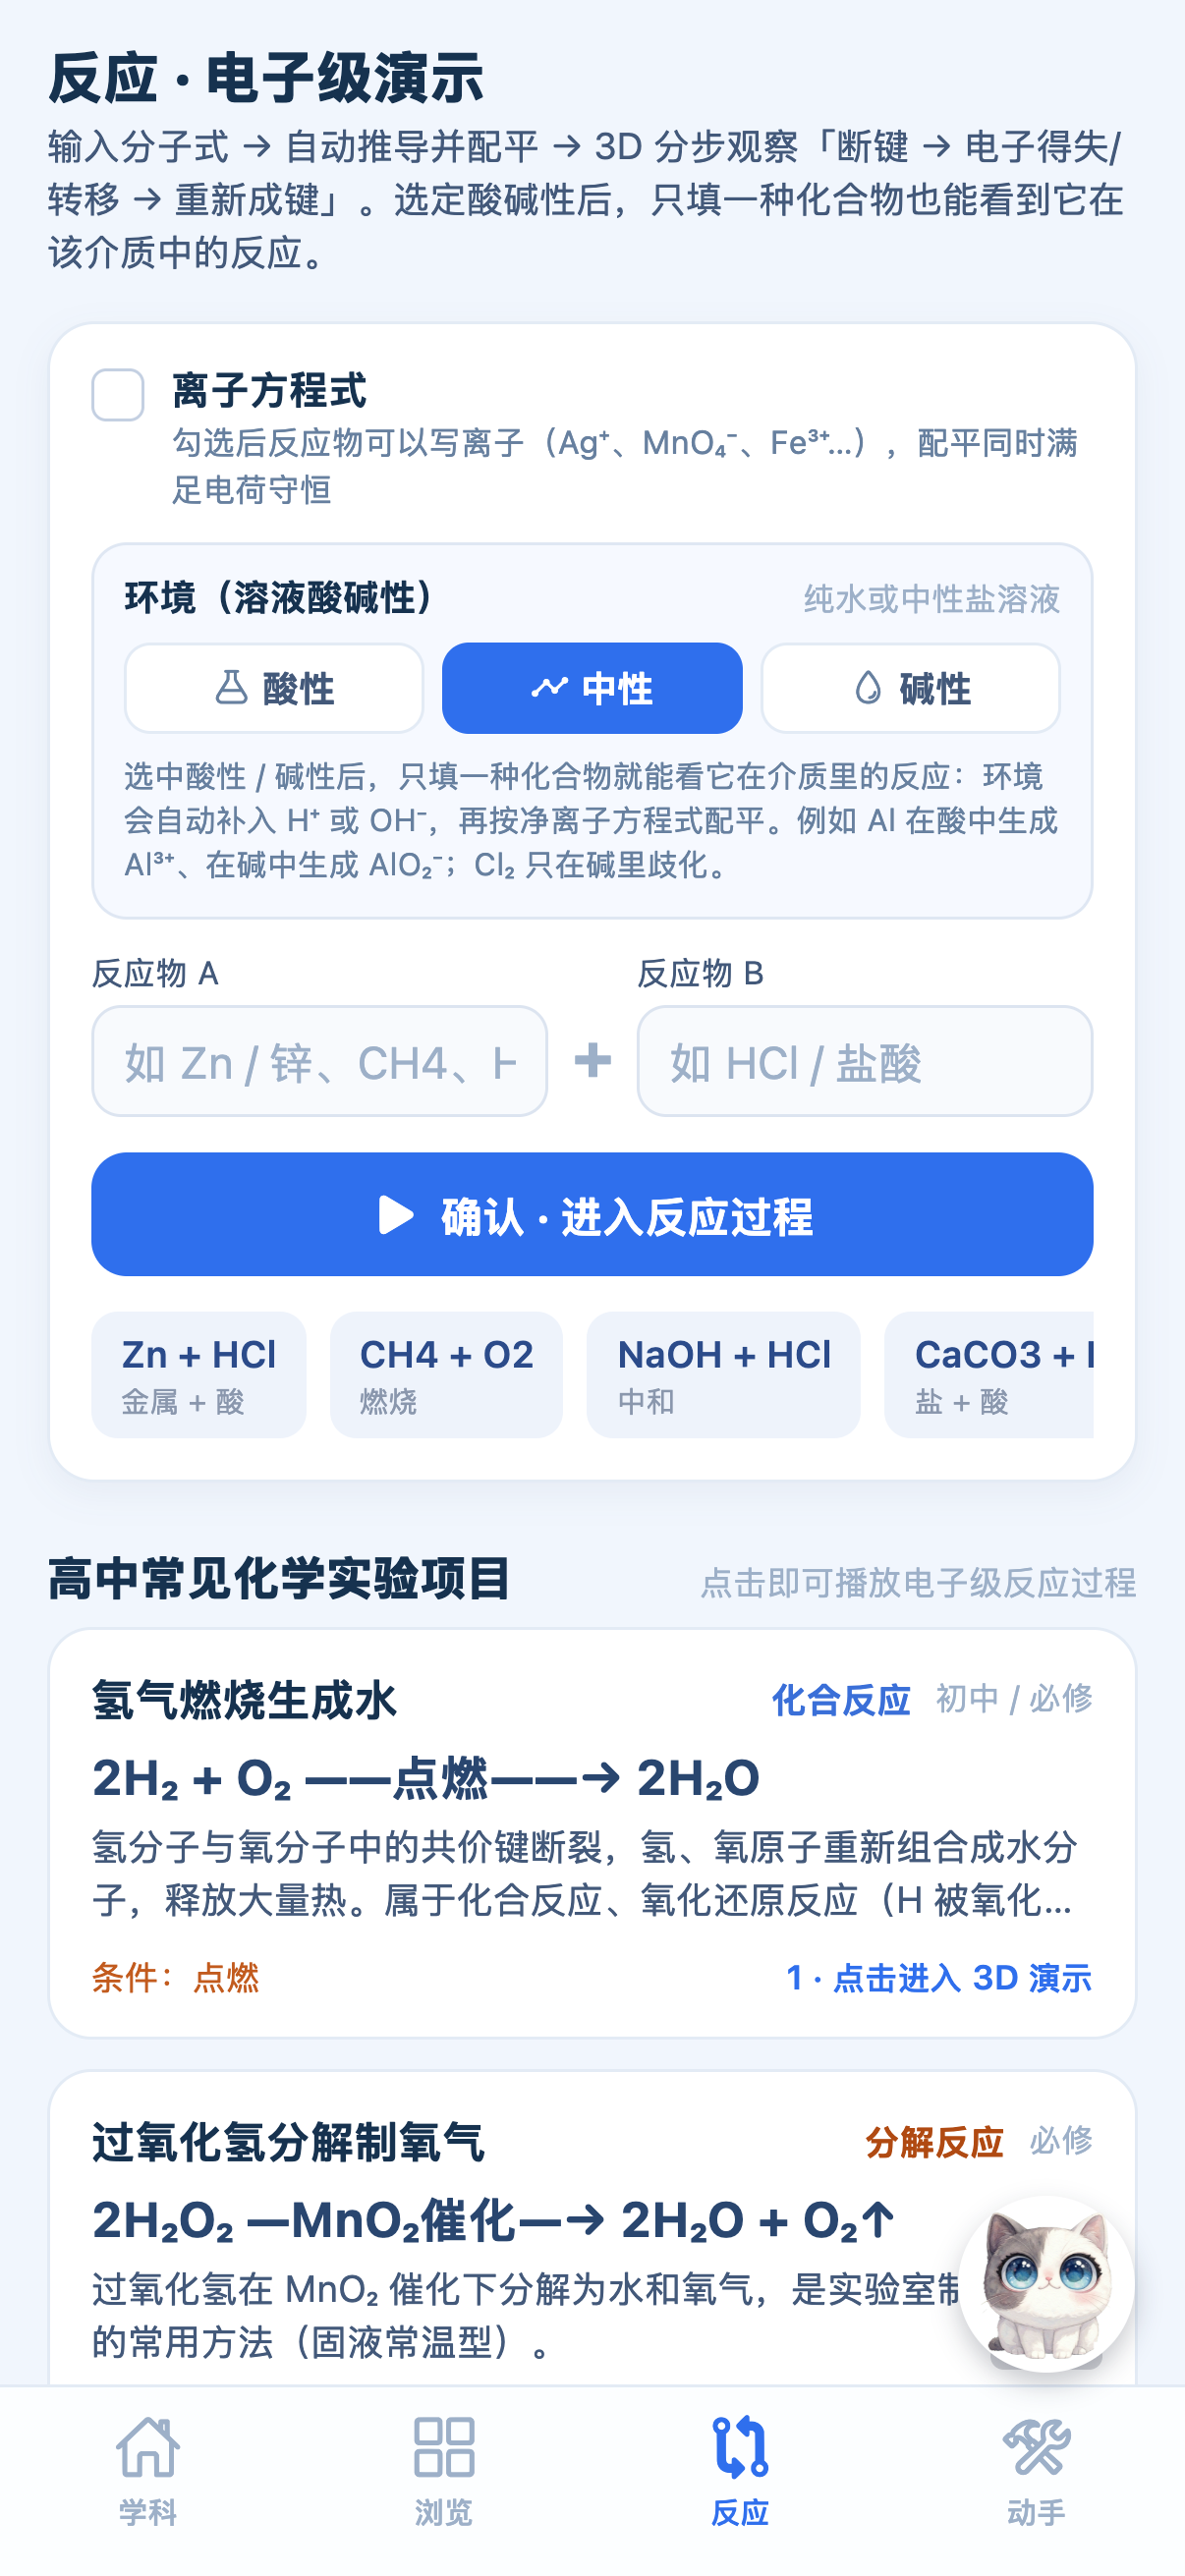 反应 · 电子级演示
输入分子式 → 自动推导并配平 → 3D 分步观察「断键 → 电子得失/
转移 → 重新成键」。选定酸碱性后，只填一种化合物也能看到它在
该介质中的反应。
离子方程式
勾选后反应物可以写离子（Ag⁺、MnO₄⁻、Fe³⁺...），配平同时满
足电荷守恒
环境（溶液酸碱性）
纯水或中性盐溶液
酸性
中性
碱性
选中酸性 / 碱性后，只填一种化合物就能看它在介质里的反应：环境
会自动补入 H⁺ 或 OH⁻，再按净离子方程式配平。例如 Al 在酸中生成
Al³⁺、在碱中生成 AlO₂⁻；Cl₂ 只在碱里歧化。
反应物 A
反应物 B
如 Zn / 锌、CH4、
+
如 HCl / 盐酸
确认 · 进入反应过程
Zn + HCl
金属 + 酸
CH4 + O2
燃烧
NaOH + HCl
中和
CaCO3 +
盐 + 酸
高中常见化学实验项目
点击即可播放电子级反应过程
氢气燃烧生成水
化合反应 初中 / 必修
2H₂ + O₂ ——点燃——→ 2H₂O
氢分子与氧分子中的共价键断裂，氢、氧原子重新组合成水分
子，释放大量热。属于化合反应、氧化还原反应（H 被氧化...
条件：点燃
1 · 点击进入 3D 演示
过氧化氢分解制氧气
分解反应 必修
2H₂O₂ —MnO₂催化—→ 2H₂O + O₂↑
过氧化氢在 MnO₂ 催化下分解为水和氧气，是实验室制
的常用方法（固液常温型）。
学科
浏览
反应
动手